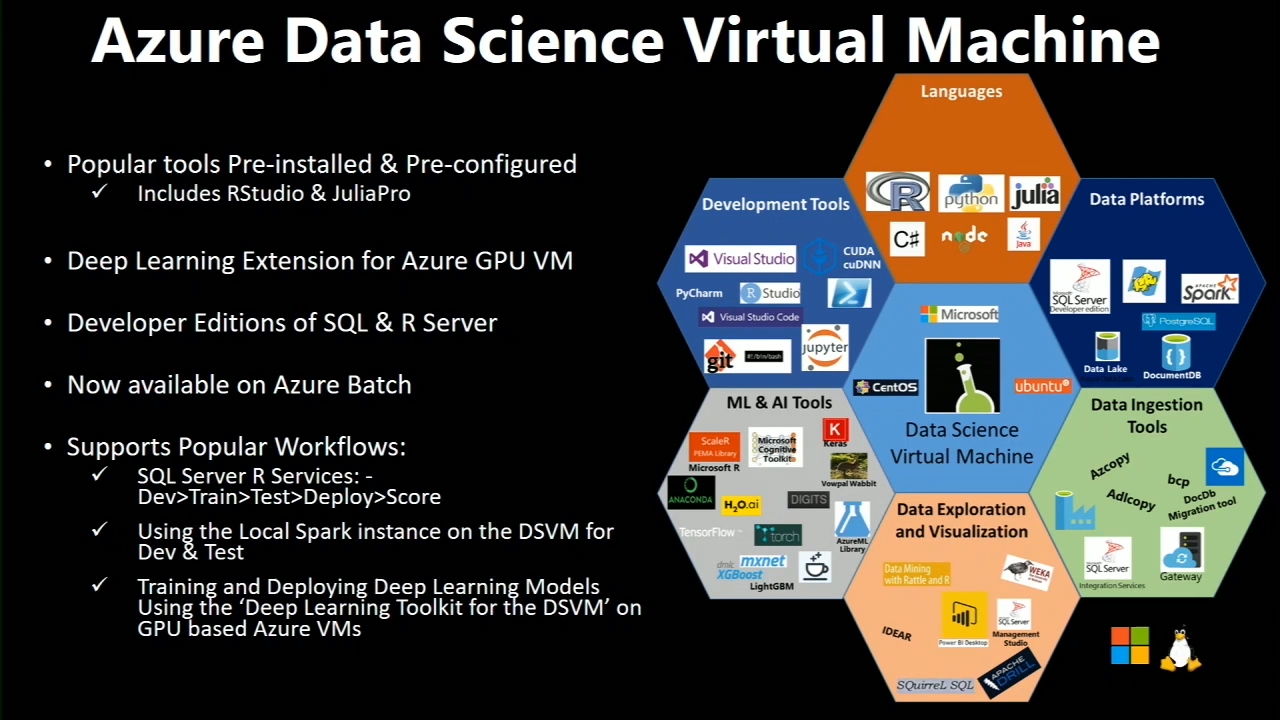 Azure Data Science Virtual Machine
• Popular tools Pre-installed & Pre-configured
✓ Includes RStudio & JuliaPro
• Deep Learning Extension for Azure GPU VM
• Developer Editions of SQL & R Server
• Now available on Azure Batch
• Supports Popular Workflows:
✓ SQL Server R Services: -
Dev>Train>Test>Deploy>Score
✓ Using the Local Spark instance on the DSVM for
Dev & Test
✓ Training and Deploying Deep Learning Models
Using the ‘Deep Learning Toolkit for the DSVM’ on
GPU based Azure VMs
Languages
R
python
julia
C#
node
Java
Development Tools
Visual Studio
CUDA
cuDNN
PyCharm
R Studio
Visual Studio Code
git
#!/bin/bash
jupyter
Data Platforms
Microsoft
SQL Server
Developer edition
APACHE
Spark
PostgreSQL
Data Lake
DocumentDB
Microsoft
CentOS
ubuntu
Data Science
Virtual Machine
ML & AI Tools
ScaleR
PEMA Library
Microsoft R
Microsoft
Cognitive
Toolkit
K
Keras
Vowpal Wabbit
ANACONDA
H2O.ai
DIGITS
TensorFlow
torch
AzureML
Library
dmlc
mxnet
XGBoost
LightGBM
Data Ingestion
Tools
Azcopy
bcp
Adlcopy
DocDb
Migration tool
SQL Server
Integration Services
Gateway
Data Exploration
and Visualization
Data Mining
with Rattle and R
WEKA
IDEAR
Power BI Desktop
SQL Server
Management
Studio
SQuirreL SQL
APACHE
DRILL